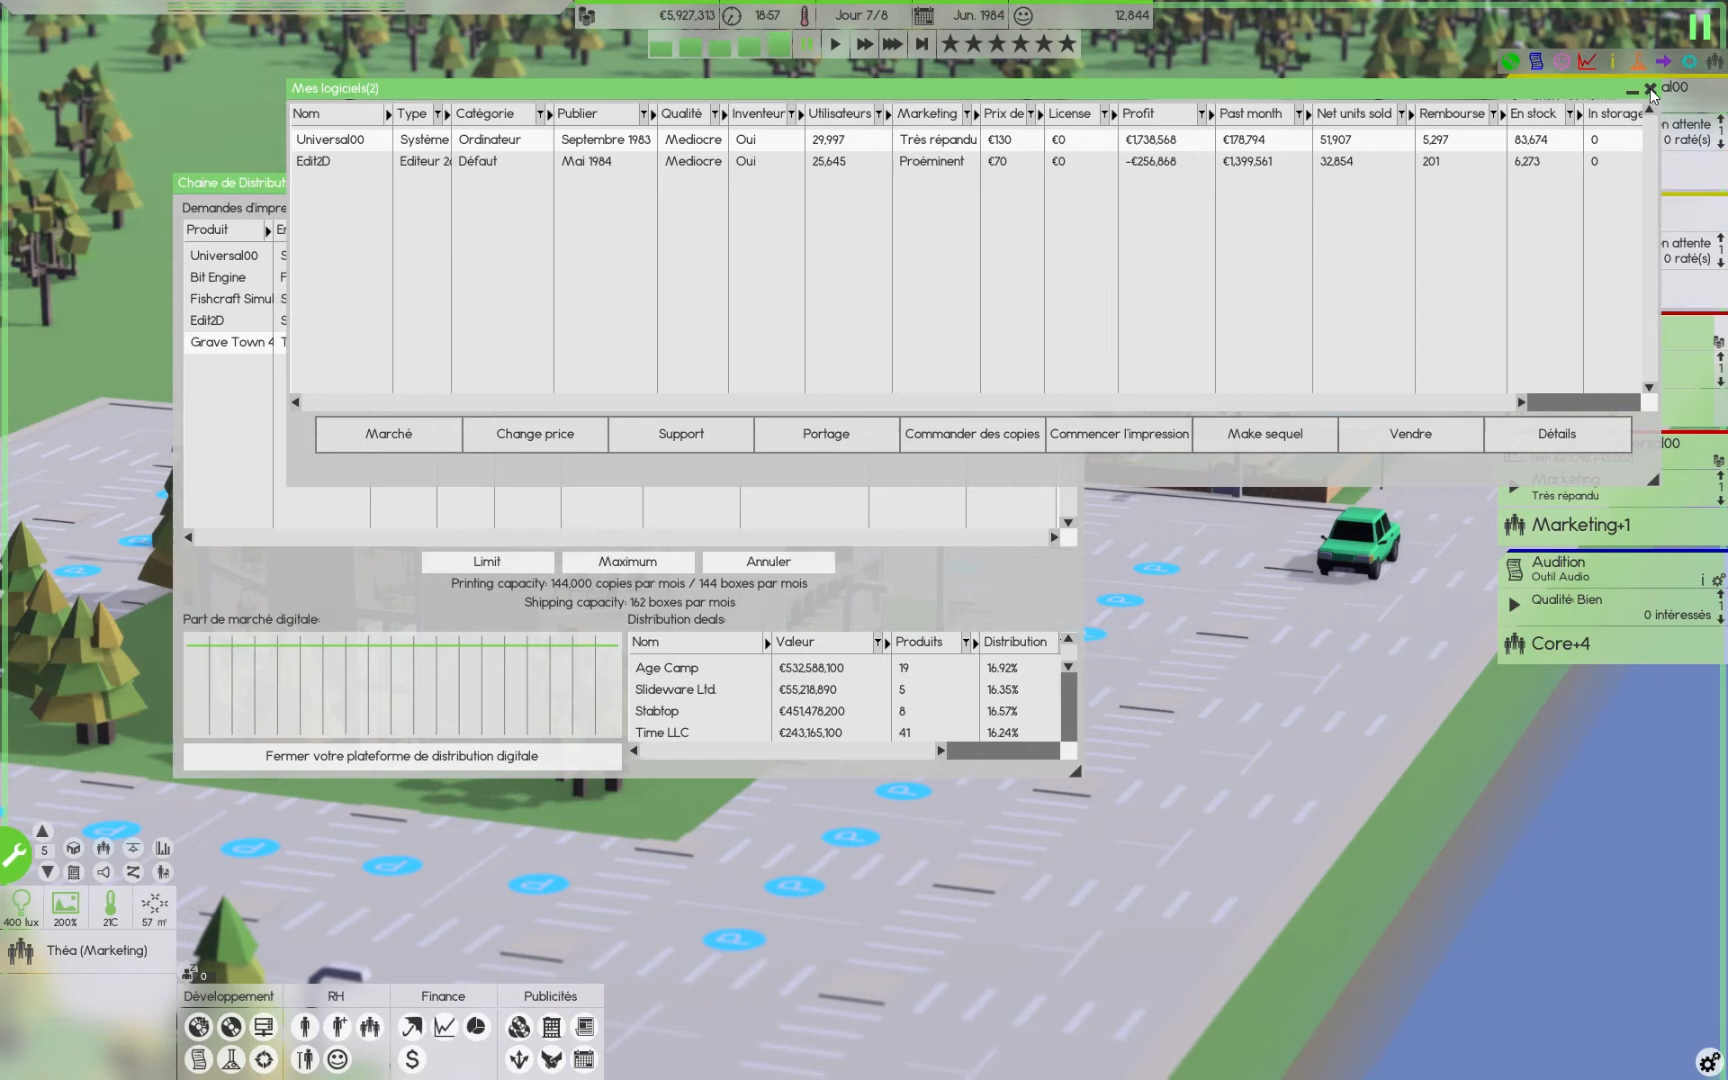 €5,927,313 18:57 Jour 7/8 Jun. 1984 12,844
Mes logiciels(2)
Nom Type Catégorie Publier Qualité Inventeur Utilisateurs Marketing Prix de License Profit Past month Net units sold Rembourse En stock In storage
Universal00 Système Ordinateur Septembre 1983 Mediocre Oui 29,997 Très répandu €130 €0 €1,738,568 €178,794 51,907 5,297 83,674 0
Edit2D Editeur 2d Défaut Mai 1984 Mediocre Oui 25,645 Proéminent €70 €0 -€256,868 €1,399,561 32,854 201 6,273 0
Marché Change price Support Portage Commander des copies Commencer l'impression Make sequel Vendre Détails
Chaine de Distribut
Demandes d'impre
Produit
Universal00
Bit Engine
Fishcraft Simul
Edit2D
Grave Town 4
Limit Maximum Annuler
Printing capacity: 144,000 copies par mois / 144 boxes par mois
Shipping capacity: 162 boxes par mois
Part de marché digitale:
Fermer votre plateforme de distribution digitale
Distribution deals:
Nom Valeur Produits Distribution
Age Camp €532,588,100 19 16.92%
Slideware Ltd. €55,218,890 5 16.35%
Stabtop €451,478,200 8 16.57%
Time LLC €243,165,100 41 16.24%
al00
n attente
0 raté(s)
1
n attente
0 raté(s)
1
1
l00
Marketing
Très répandu
1
Marketing+1
Audition
Outil Audio
Qualité: Bien
0 intéressés
1
Core+4
5
400 lux 200% 21C 57 m²
Théa (Marketing)
0
Développement RH Finance Publicités